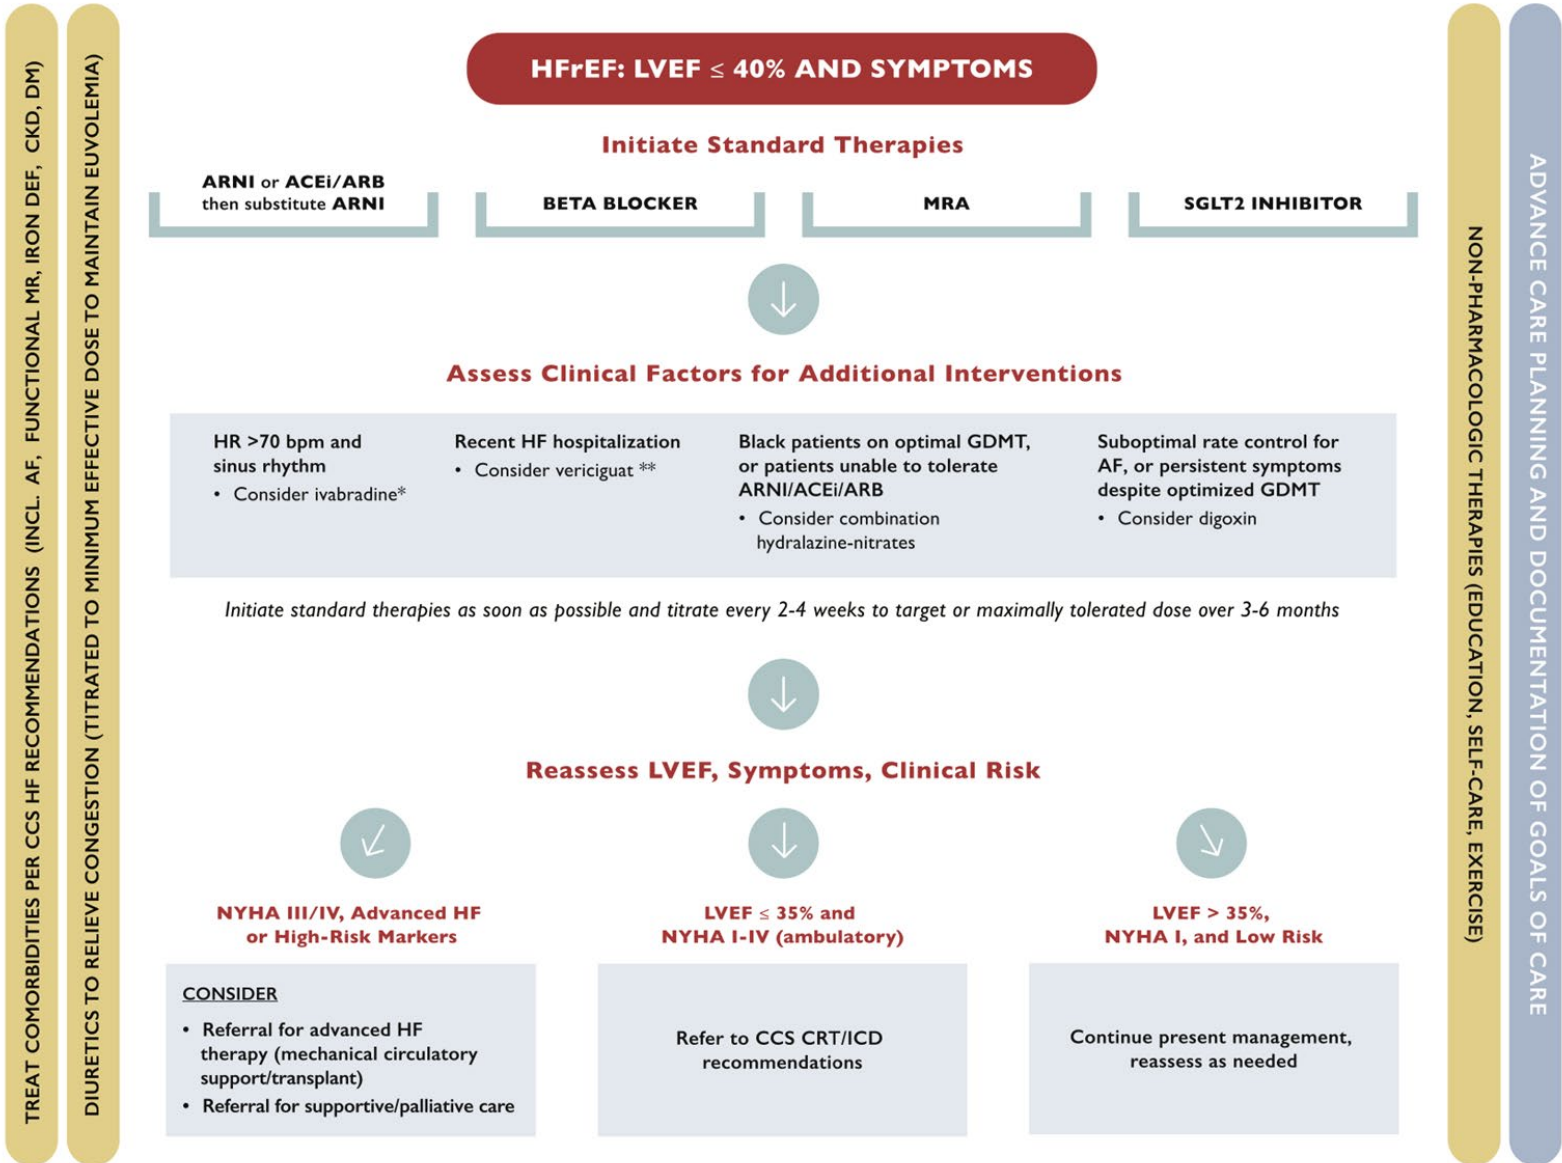 TREAT COMORBIDITIES PER CCS HF RECOMMENDATIONS (INCL. AF, FUNCTIONAL MR, IRON DEF, CKD, DM)
DIURETICS TO RELIEVE CONGESTION (TITRATED TO MINIMUM EFFECTIVE DOSE TO MAINTAIN EUVOLEMIA)
HFrEF: LVEF ≤ 40% AND SYMPTOMS
Initiate Standard Therapies
ARNI or ACEi/ARB
then substitute ARNI
BETA BLOCKER
MRA
SGLT2 INHIBITOR
Assess Clinical Factors for Additional Interventions
HR >70 bpm and
sinus rhythm
• Consider ivabradine*
Recent HF hospitalization
• Consider vericiguat **
Black patients on optimal GDMT,
or patients unable to tolerate
ARNI/ACEi/ARB
• Consider combination
hydralazine-nitrates
Suboptimal rate control for
AF, or persistent symptoms
despite optimized GDMT
• Consider digoxin
Initiate standard therapies as soon as possible and titrate every 2-4 weeks to target or maximally tolerated dose over 3-6 months
Reassess LVEF, Symptoms, Clinical Risk
NYHA III/IV, Advanced HF
or High-Risk Markers
CONSIDER
• Referral for advanced HF
therapy (mechanical circulatory
support/transplant)
• Referral for supportive/palliative care
LVEF ≤ 35% and
NYHA I-IV (ambulatory)
Refer to CCS CRT/ICD
recommendations
LVEF > 35%,
NYHA I, and Low Risk
Continue present management,
reassess as needed
NON-PHARMACOLOGIC THERAPIES (EDUCATION, SELF-CARE, EXERCISE)
ADVANCE CARE PLANNING AND DOCUMENTATION OF GOALS OF CARE